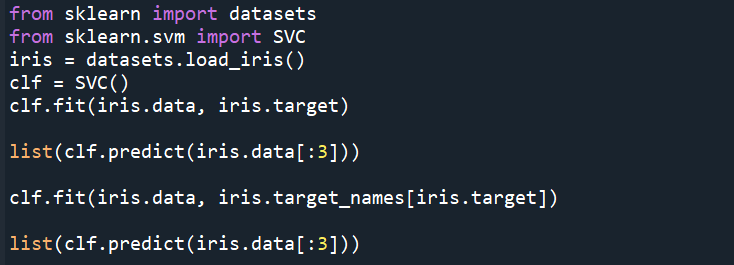 from sklearn import datasets
from sklearn.svm import SVC
iris = datasets.load_iris()
clf = SVC()
clf.fit(iris.data, iris.target)
list(clf.predict(iris.data[:3]))
clf.fit(iris.data, iris.target_names[iris.target])
list(clf.predict(iris.data[:3]))